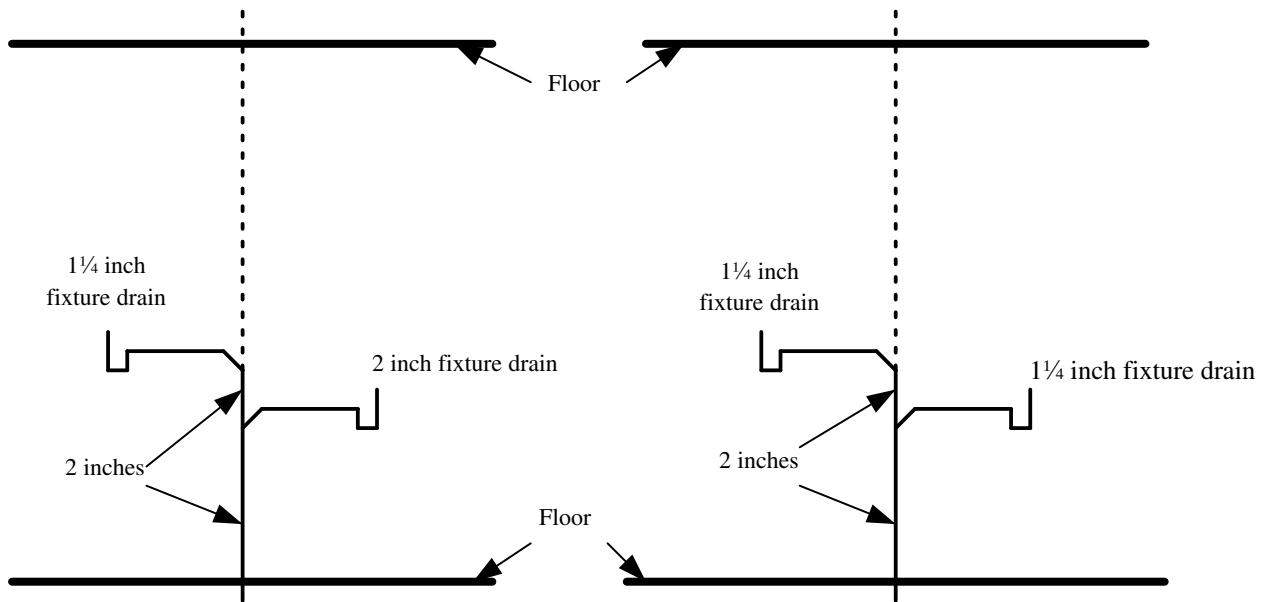 Floor
1¼ inch
fixture drain
2 inch fixture drain
2 inches
1¼ inch
fixture drain
1¼ inch fixture drain
2 inches
Floor